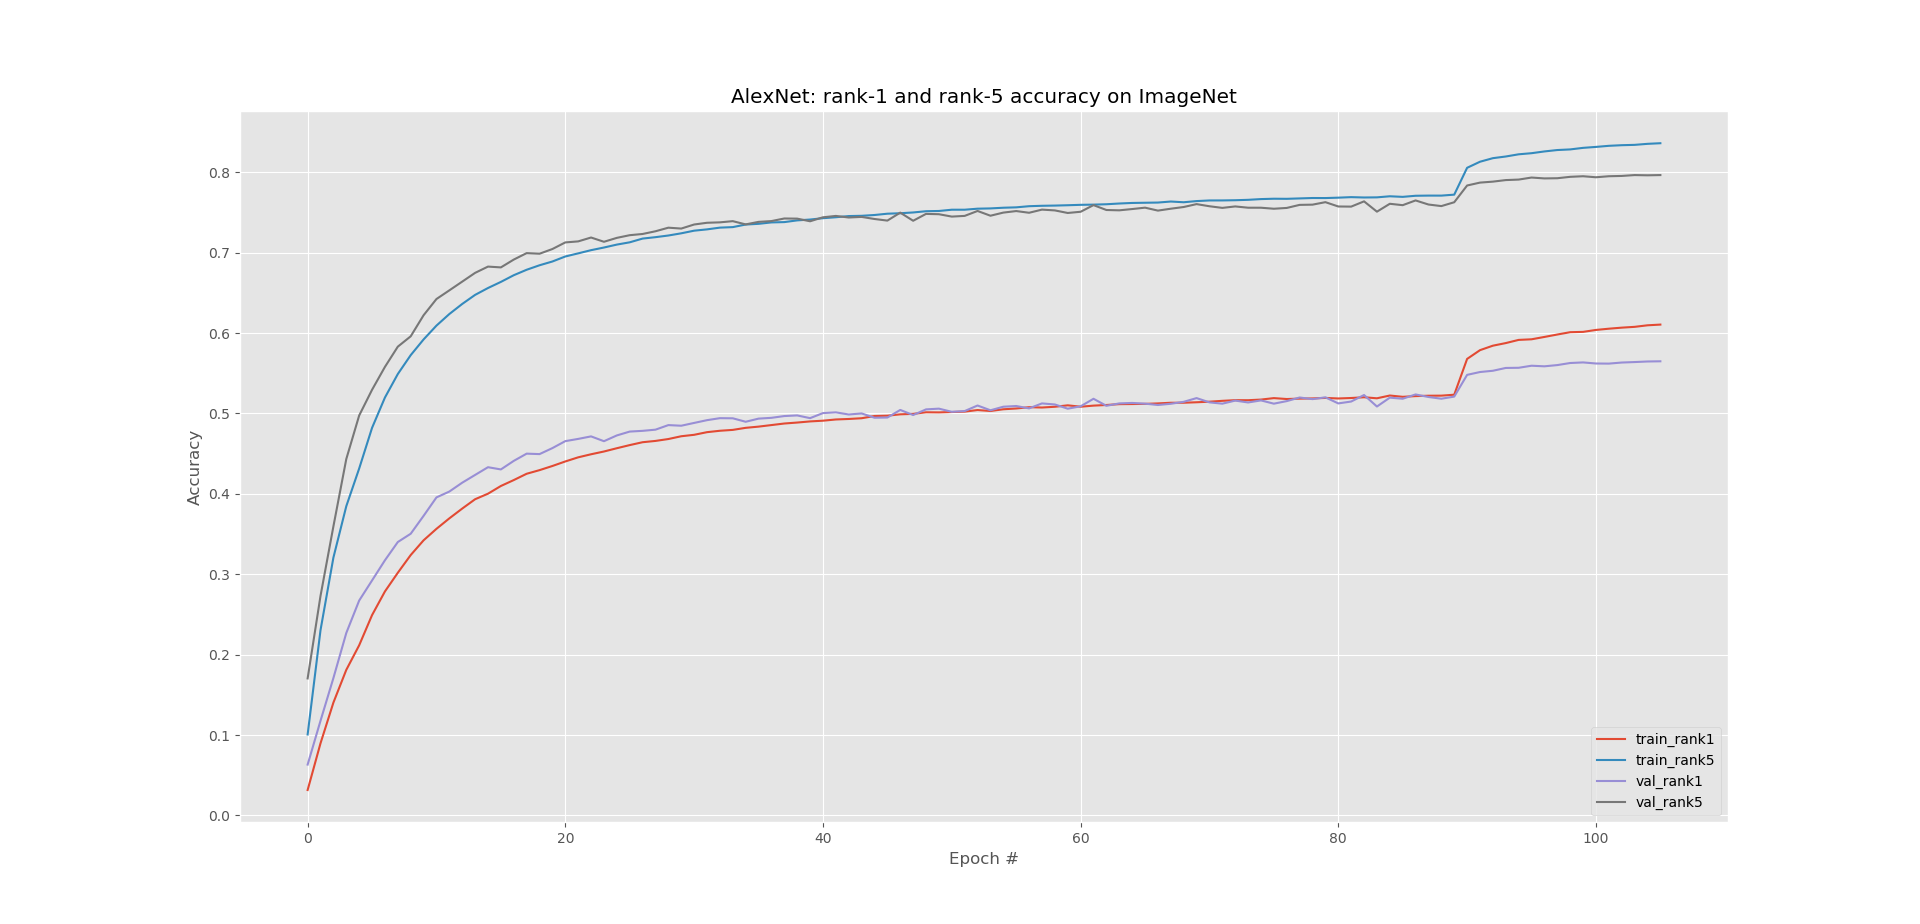 AlexNet: rank-1 and rank-5 accuracy on ImageNet
0.8
0.7
0.6
0.5
0.4
0.3
0.2
0.1
0.0
Accuracy
0 20 40 60 80 100
Epoch #
train_rank1
train_rank5
val_rank1
val_rank5